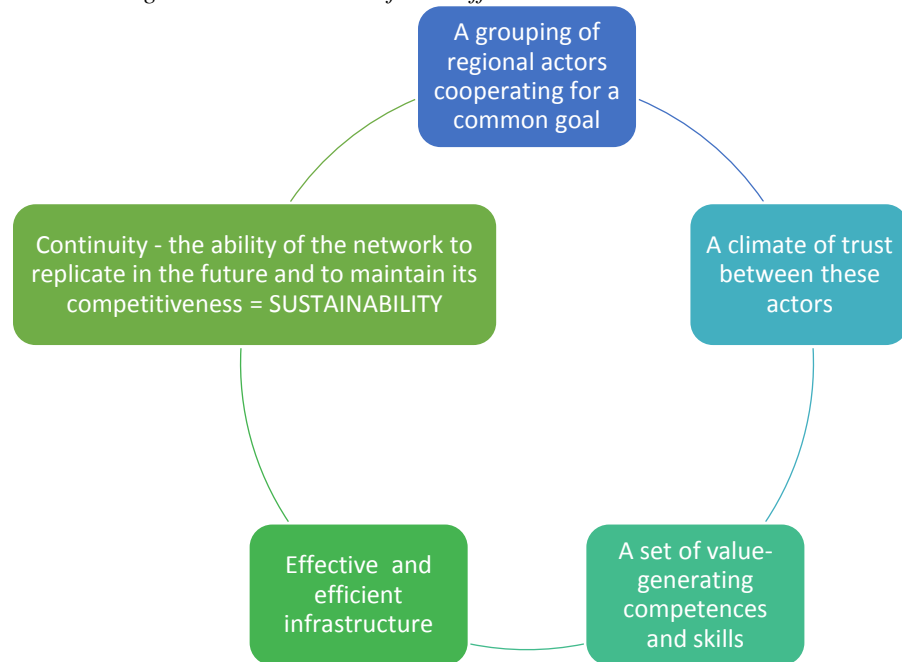 A grouping of
regional actors
cooperating for a
common goal
A climate of trust
between these
actors
A set of value-
generating
competences
and skills
Effective and
efficient
infrastructure
Continuity - the ability of the network to
replicate in the future and to maintain its
competitiveness = SUSTAINABILITY